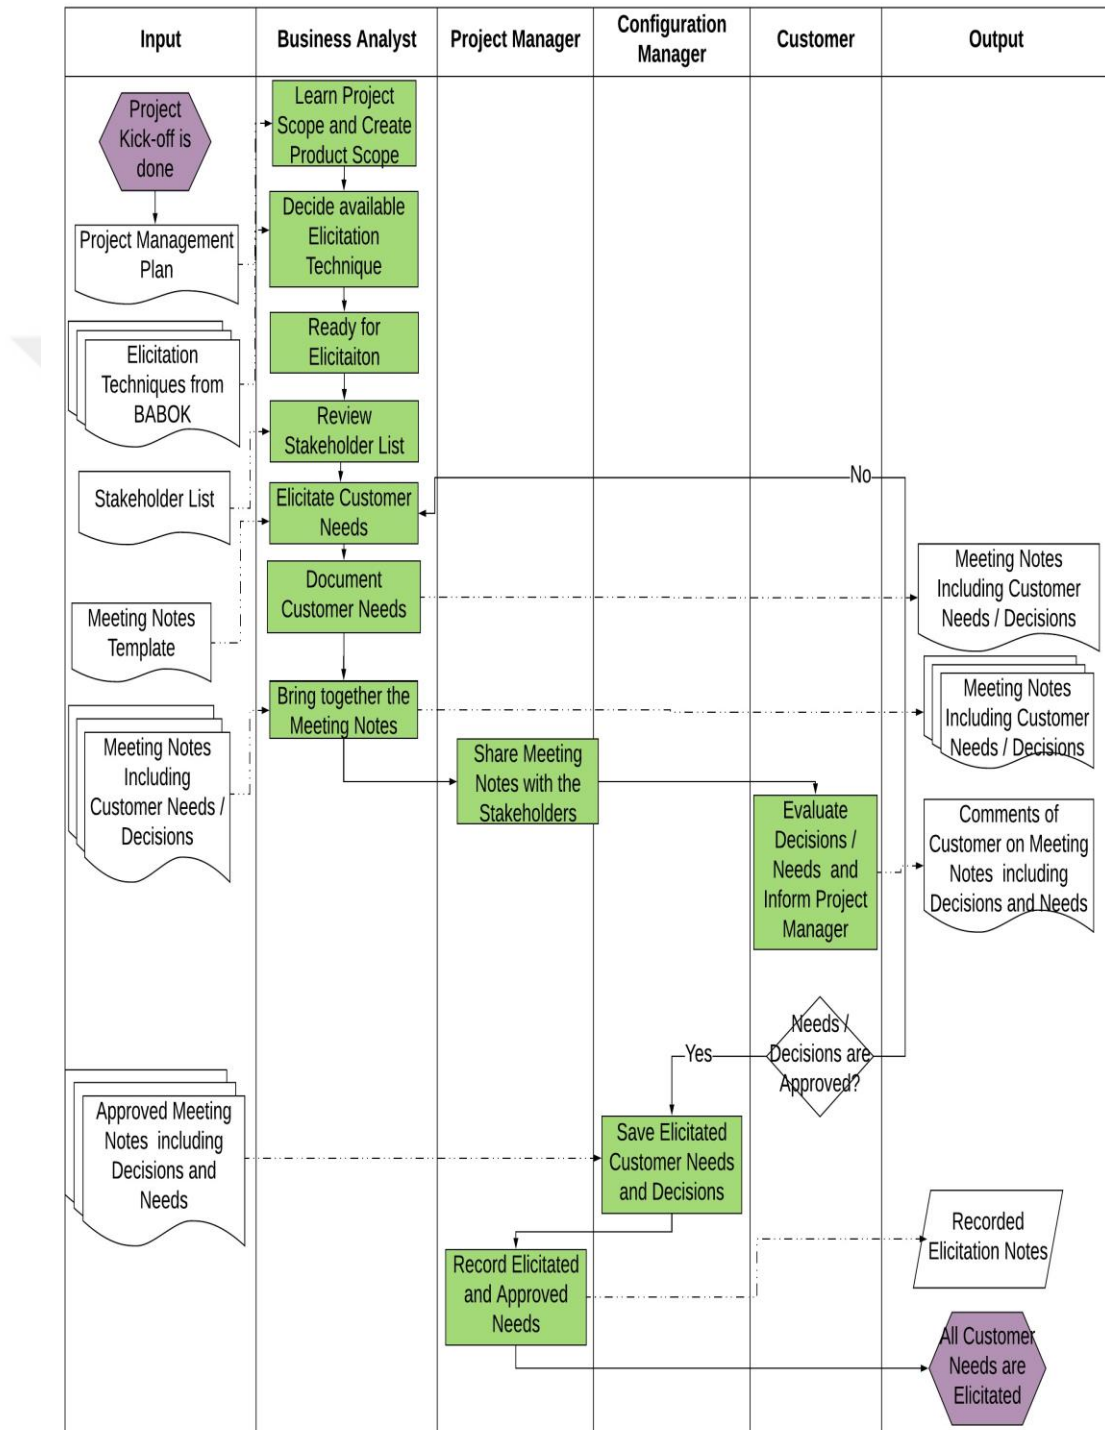 Input
Business Analyst
Project Manager
Configuration
Manager
Customer
Output
Project
Kick-off is
done
Project Management
Plan
Elicitation
Techniques from
BABOK
Stakeholder List
Meeting Notes
Template
Meeting Notes
Including
Customer Needs /
Decisions
Approved Meeting
Notes including
Decisions and
Needs
Learn Project
Scope and Create
Product Scope
Decide available
Elicitation
Technique
Ready for
Elicitaiton
Review
Stakeholder List
Elicitate Customer
Needs
Document
Customer Needs
Bring together the
Meeting Notes
Share Meeting
Notes with the
Stakeholders
Record Elicitated
and Approved
Needs
Save Elicitated
Customer Needs
and Decisions
Yes
Evaluate
Decisions /
Needs and
Inform Project
Manager
Needs /
Decisions are
Approved?
No
Meeting Notes
Including Customer
Needs / Decisions
Meeting Notes
Including Customer
Needs / Decisions
Comments of
Customer on Meeting
Notes including
Decisions and Needs
Recorded
Elicitation Notes
All Customer
Needs are
Elicitated